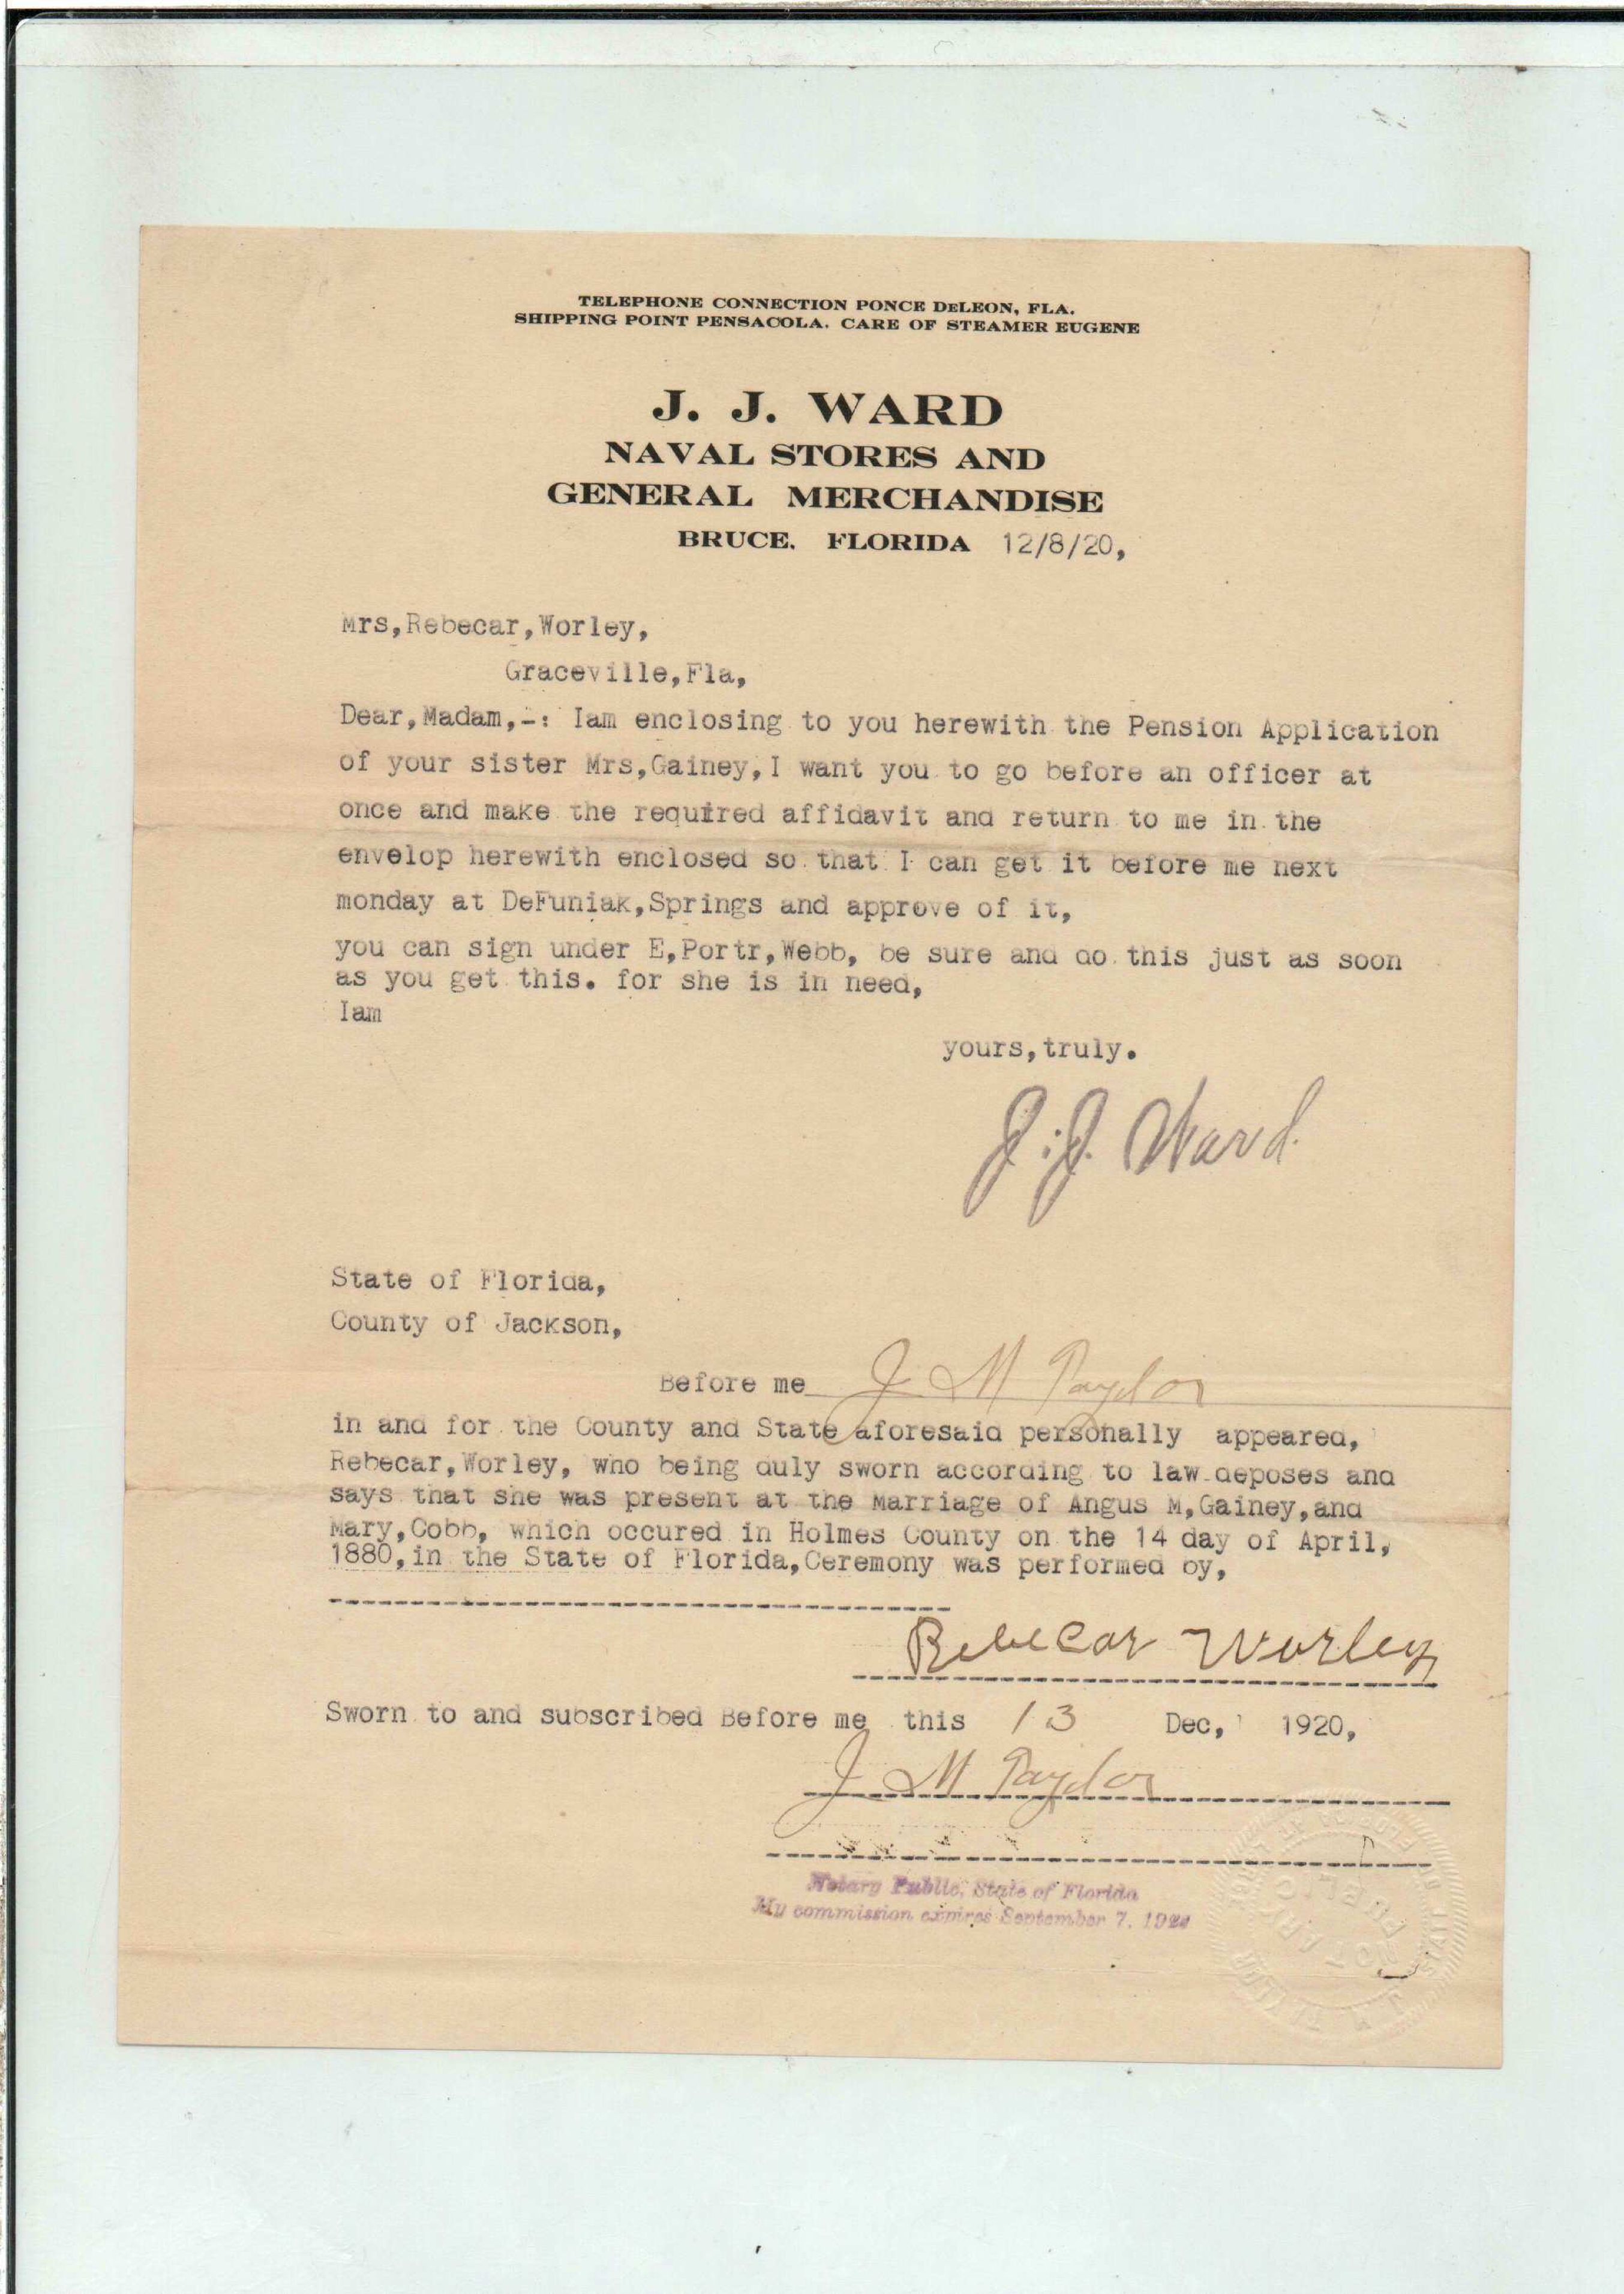 TELEPHONE CONNECTION PONCE DELEON, FLA.
SHIPPING POINT PENSACOLA. CARE OF STEAMER EUGENE
J. J. WARD
NAVAL STORES AND
GENERAL MERCHANDISE
BRUCE. FLORIDA 12/8/20,
Mrs,Rebecar,Worley,
Graceville,Fla,
Dear,Madam,-: Iam enclosing to you herewith the Pension Application
of your sister Mrs,Gainey,I want you to go before an officer at
once and make the required affidavit and return to me in the
envelop herewith enclosed so that I can get it before me next
monday at DeFuniak,Springs and approve of it,
you can sign under E,Portr,Webb, be sure and do this just as soon
as you get this. for she is in need,
Iam
yours,truly.
J.J. Ward.
State of Florida,
County of Jackson,
Before me J M Taylor
in and for the County and State aforesaid personally appeared,
Rebecar,Worley, who being duly sworn according to law deposes and
says that she was present at the Marriage of Angus M,Gainey,and
Mary,Cobb, which occured in Holmes County on the 14 day of April,
1880,in the State of Florida,Ceremony was performed by,
Rebecar Worley
Sworn to and subscribed Before me this 13 Dec, 1920,
J M Taylor
Notary Public, State of Florida
My commission expires September 7, 
NOTARY PUBLIC